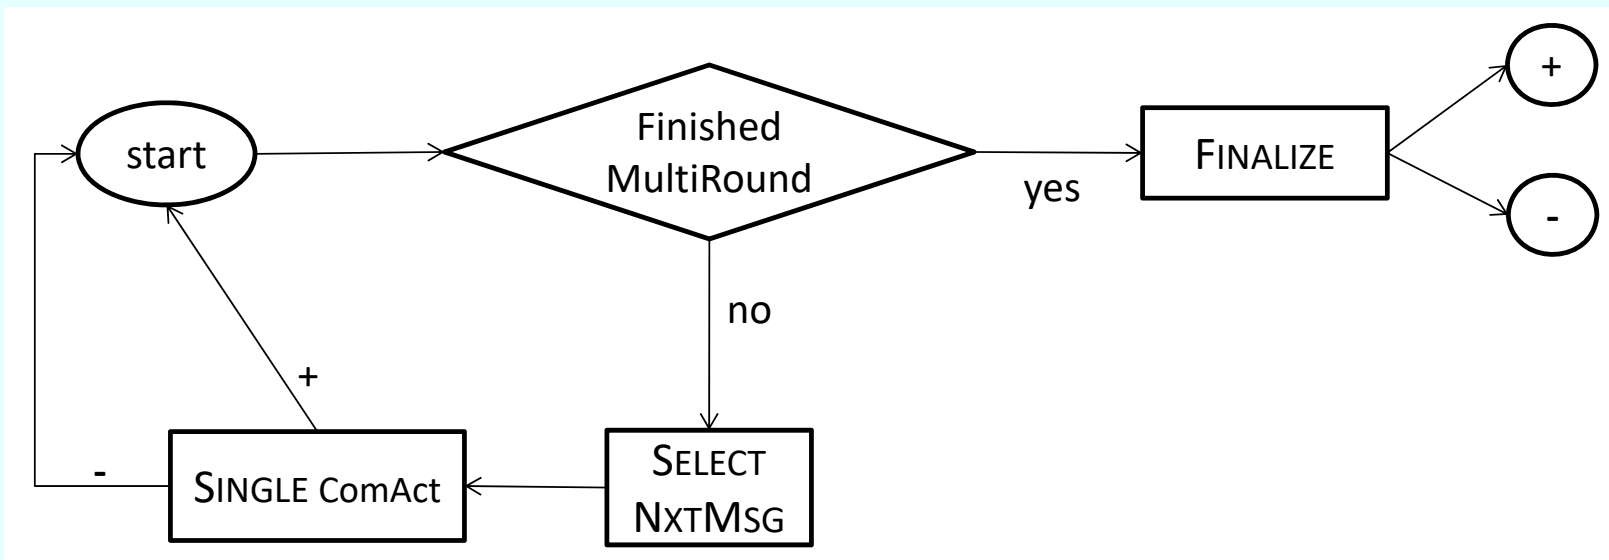 start
Finished
MultiRound
yes
FINALIZE
+
-
no
+
-
SINGLE ComAct
SELECT
NXTMSG